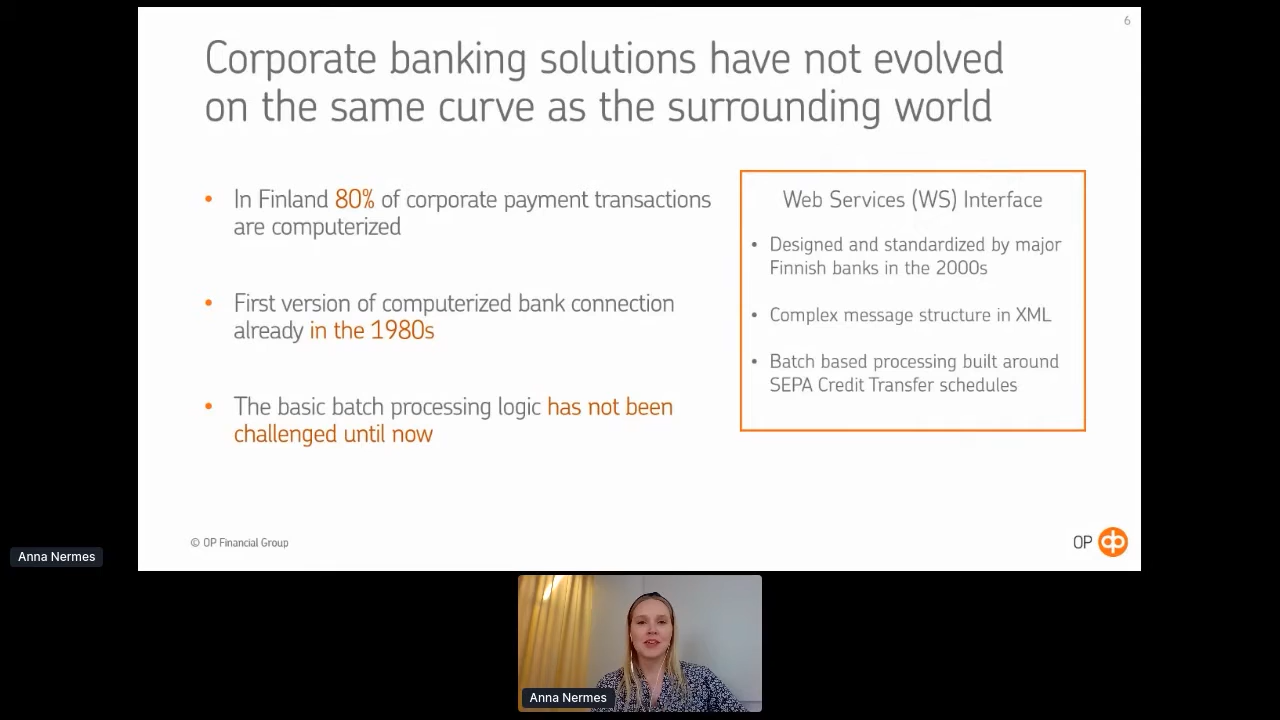 6
Corporate banking solutions have not evolved
on the same curve as the surrounding world
• In Finland 80% of corporate payment transactions
are computerized
• First version of computerized bank connection
already in the 1980s
• The basic batch processing logic has not been
challenged until now
Web Services (WS) Interface
• Designed and standardized by major
Finnish banks in the 2000s
• Complex message structure in XML
• Batch based processing built around
SEPA Credit Transfer schedules
© OP Financial Group
OP
Anna Nermes
Anna Nermes